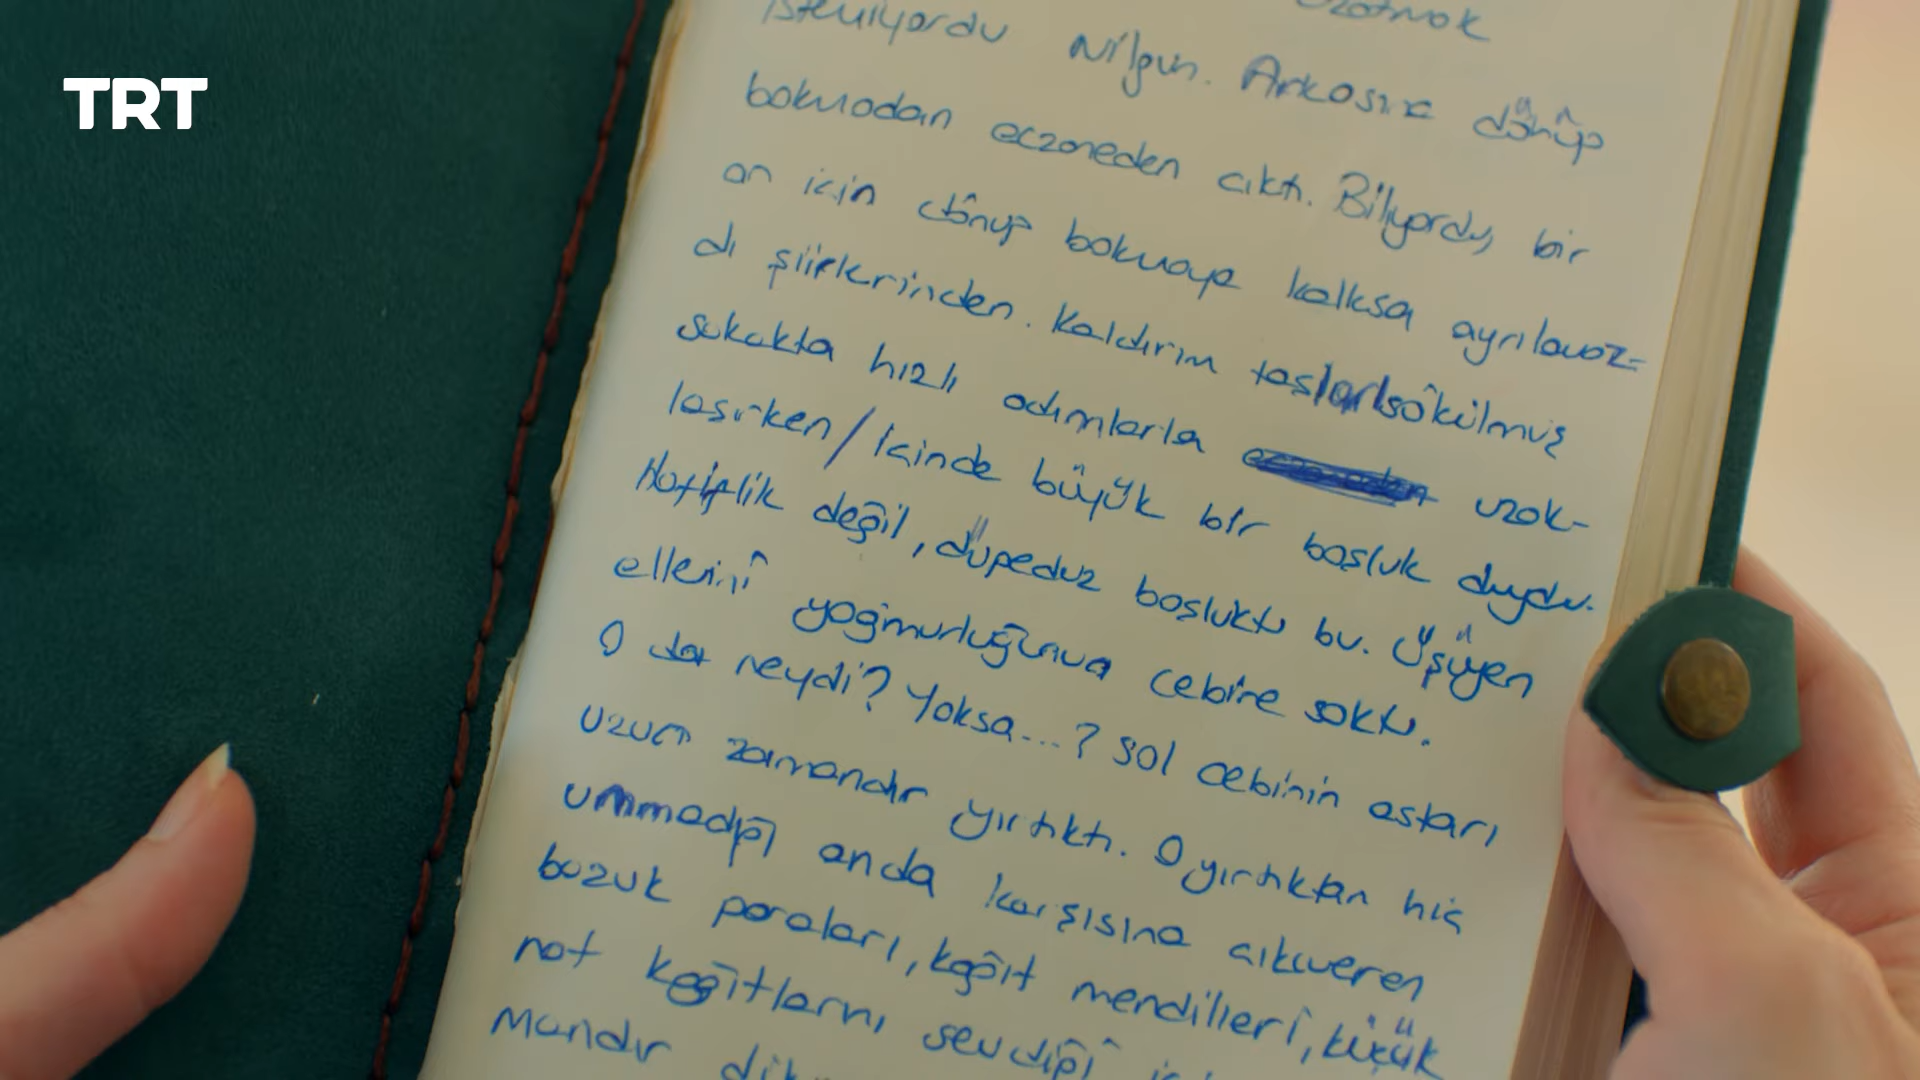 TRT
uzatmak
istemiyordu Nilgün. Arkasına dönüp
bakmadan eczaneden çıktı. Biliyordu, bir
an için dönüp bakmaya kalksa ayrılamaz-
dı şiirlerinden. Kaldırım taşları sökülmüş
sokakta hızlı adımlarla uzak-
laşırken/ İçinde büyük bir boşluk duydu.
Hafiflik değil, düpedüz boşluktu bu. Üşüyen
ellerini yağmurluğunun cebine soktu.
O da neydi? Yoksa...? Sol cebinin astarı
uzun zamandır yırtıktı. O yırtıktan hiç
ummadığı anda karşısına çıkıveren
bozuk paraları, kağıt mendilleri, küçük
not kağıtlarını sevdiği